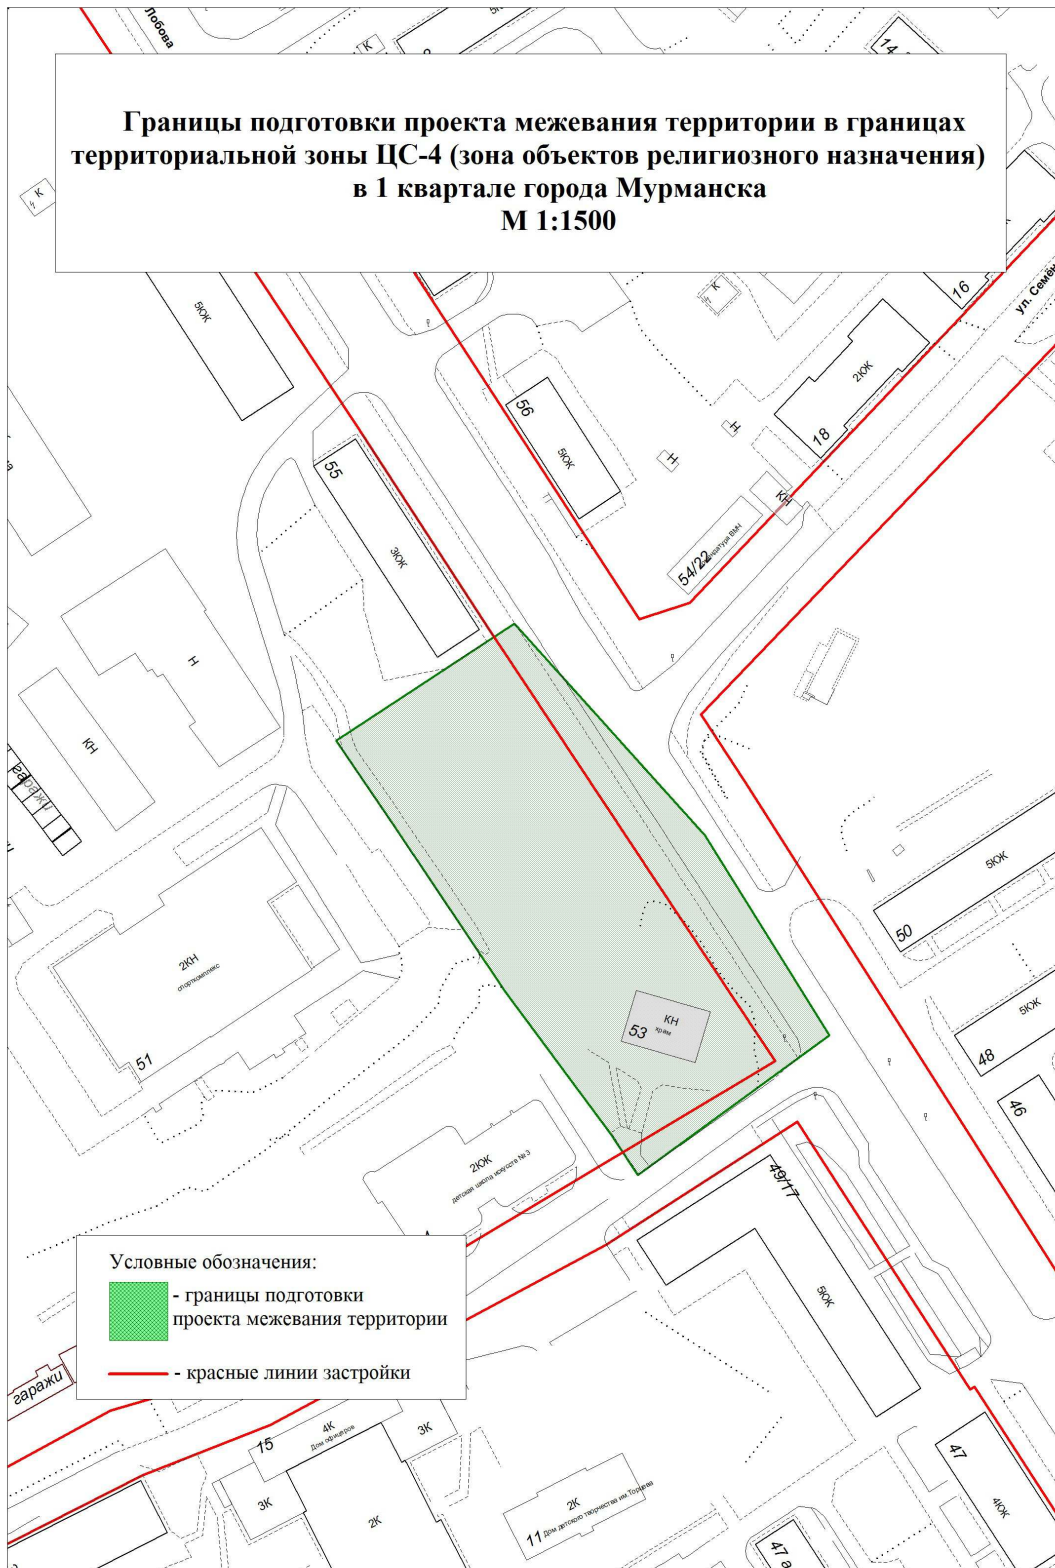 Лобова
К
14
Границы подготовки проекта межевания территории в границах
территориальной зоны ЦС-4 (зона объектов религиозного назначения)
в 1 квартале города Мурманска
М 1:1500
К
К
16
ул. Семён
5КЖ
2КЖ
18
56
5КЖ
Н
Н
КН
55
3КЖ
54/22
Н
КН
гаражи
5КЖ
50
2КН
спорткомплекс
51
КН
храм
53
5КЖ
48
46
2КЖ
детская школа искусств № 3
49/17
5КЖ
Условные обозначения:
- границы подготовки
проекта межевания территории
- красные линии застройки
гаражи
15
4К
Дом офицеров
3К
3К
2К
2К
11
Дом детского творчества им.Торцева
47
4КЖ
47 а